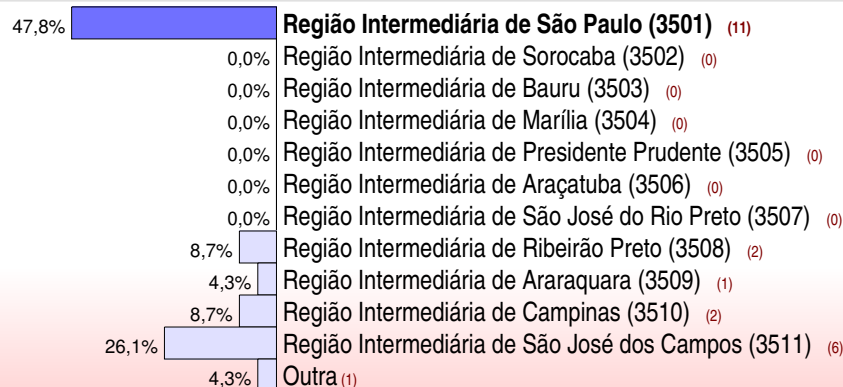 47,8% Região Intermediária de São Paulo (3501) (11)
0,0% Região Intermediária de Sorocaba (3502) (0)
0,0% Região Intermediária de Bauru (3503) (0)
0,0% Região Intermediária de Marília (3504) (0)
0,0% Região Intermediária de Presidente Prudente (3505) (0)
0,0% Região Intermediária de Araçatuba (3506) (0)
0,0% Região Intermediária de São José do Rio Preto (3507) (0)
8,7% Região Intermediária de Ribeirão Preto (3508) (2)
4,3% Região Intermediária de Araraquara (3509) (1)
8,7% Região Intermediária de Campinas (3510) (2)
26,1% Região Intermediária de São José dos Campos (3511) (6)
4,3% Outra (1)